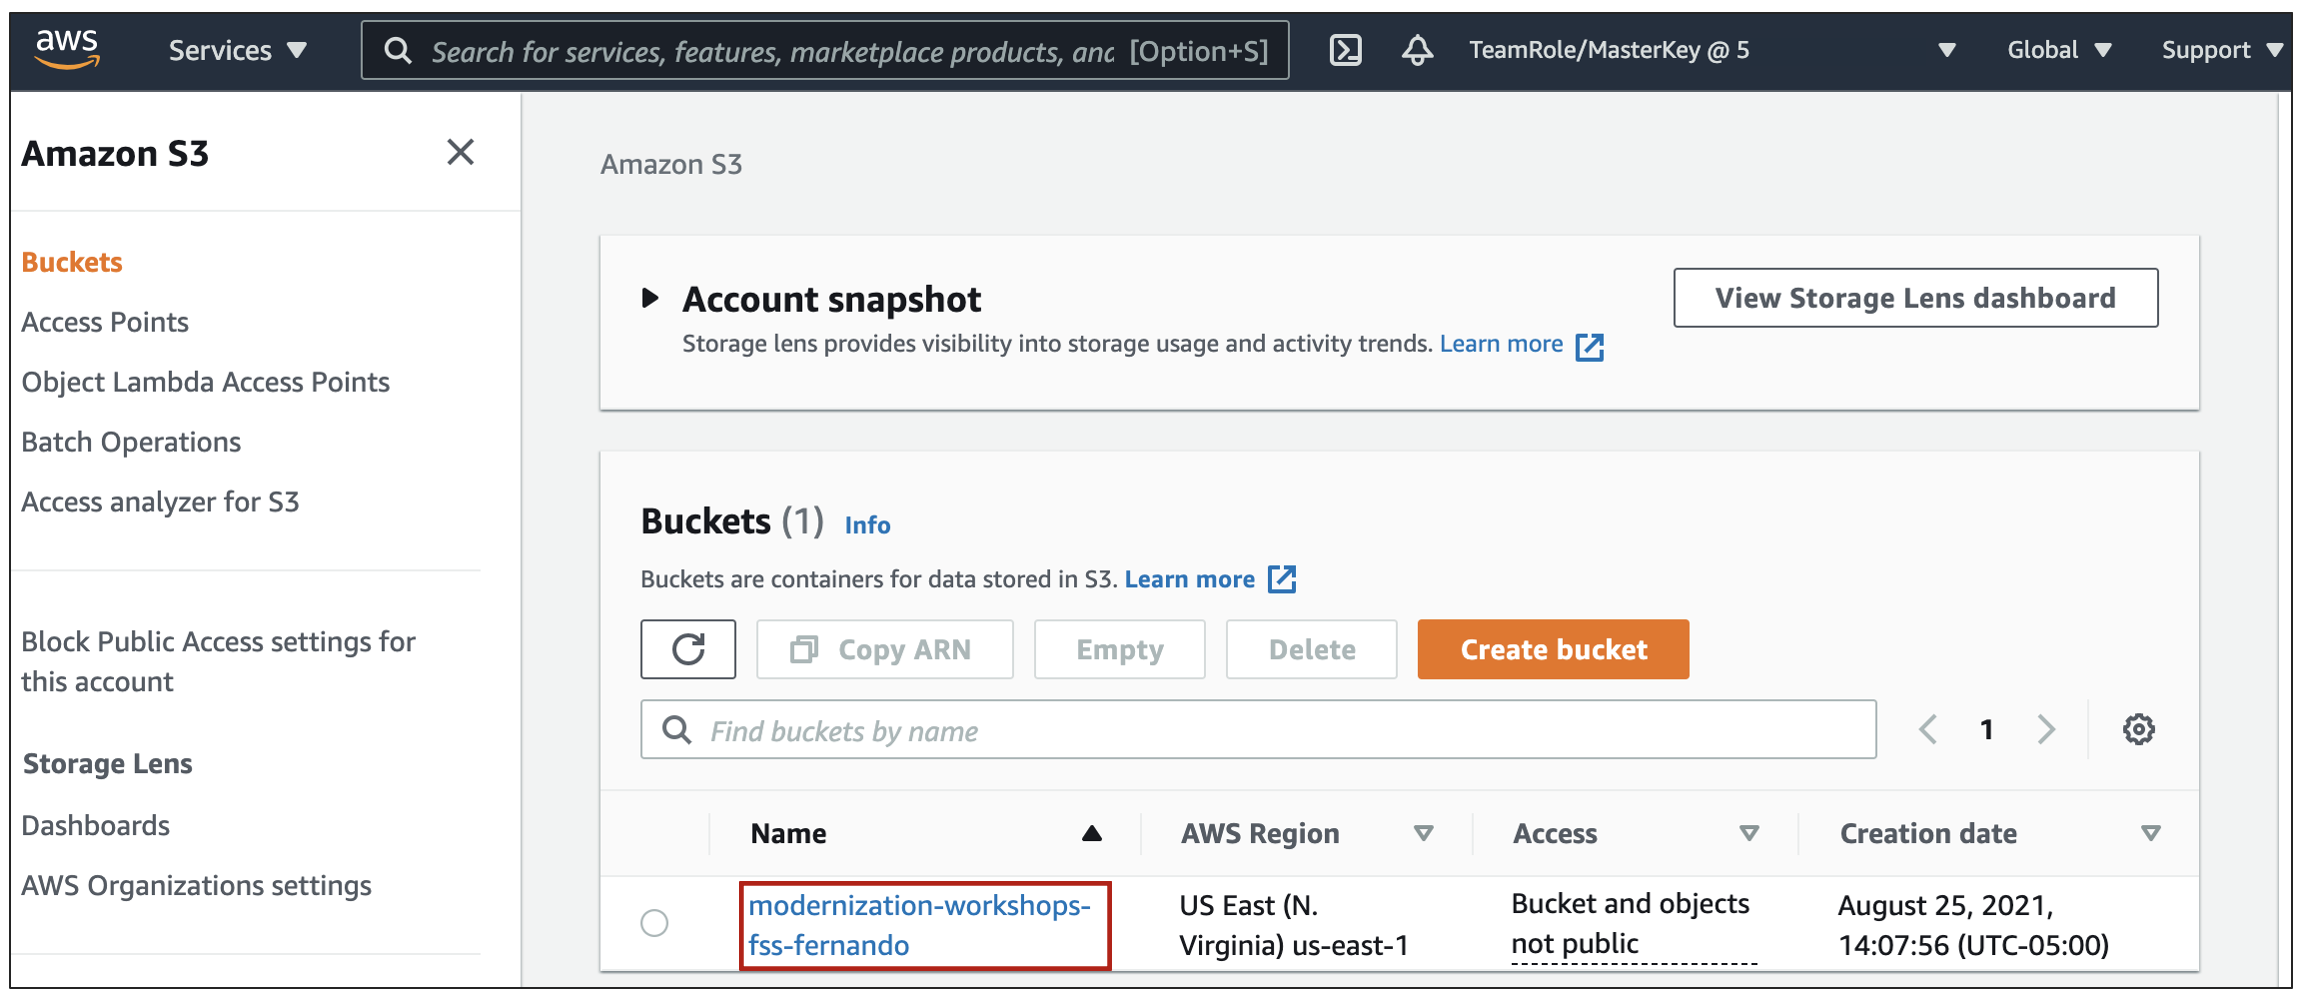 aws
Services
Search for services, features, marketplace products, and [Option+S]
TeamRole/MasterKey @ 5
Global
Support
Amazon S3
Buckets
Access Points
Object Lambda Access Points
Batch Operations
Access analyzer for S3
Block Public Access settings for
this account
Storage Lens
Dashboards
AWS Organizations settings
Amazon S3
Account snapshot
Storage lens provides visibility into storage usage and activity trends. Learn more
View Storage Lens dashboard
Buckets (1) Info
Buckets are containers for data stored in S3. Learn more
Copy ARN
Empty
Delete
Create bucket
Find buckets by name
1
Name
AWS Region
Access
Creation date
modernization-workshops-
fss-fernando
US East (N.
Virginia) us-east-1
Bucket and objects
not public
August 25, 2021,
14:07:56 (UTC-05:00)